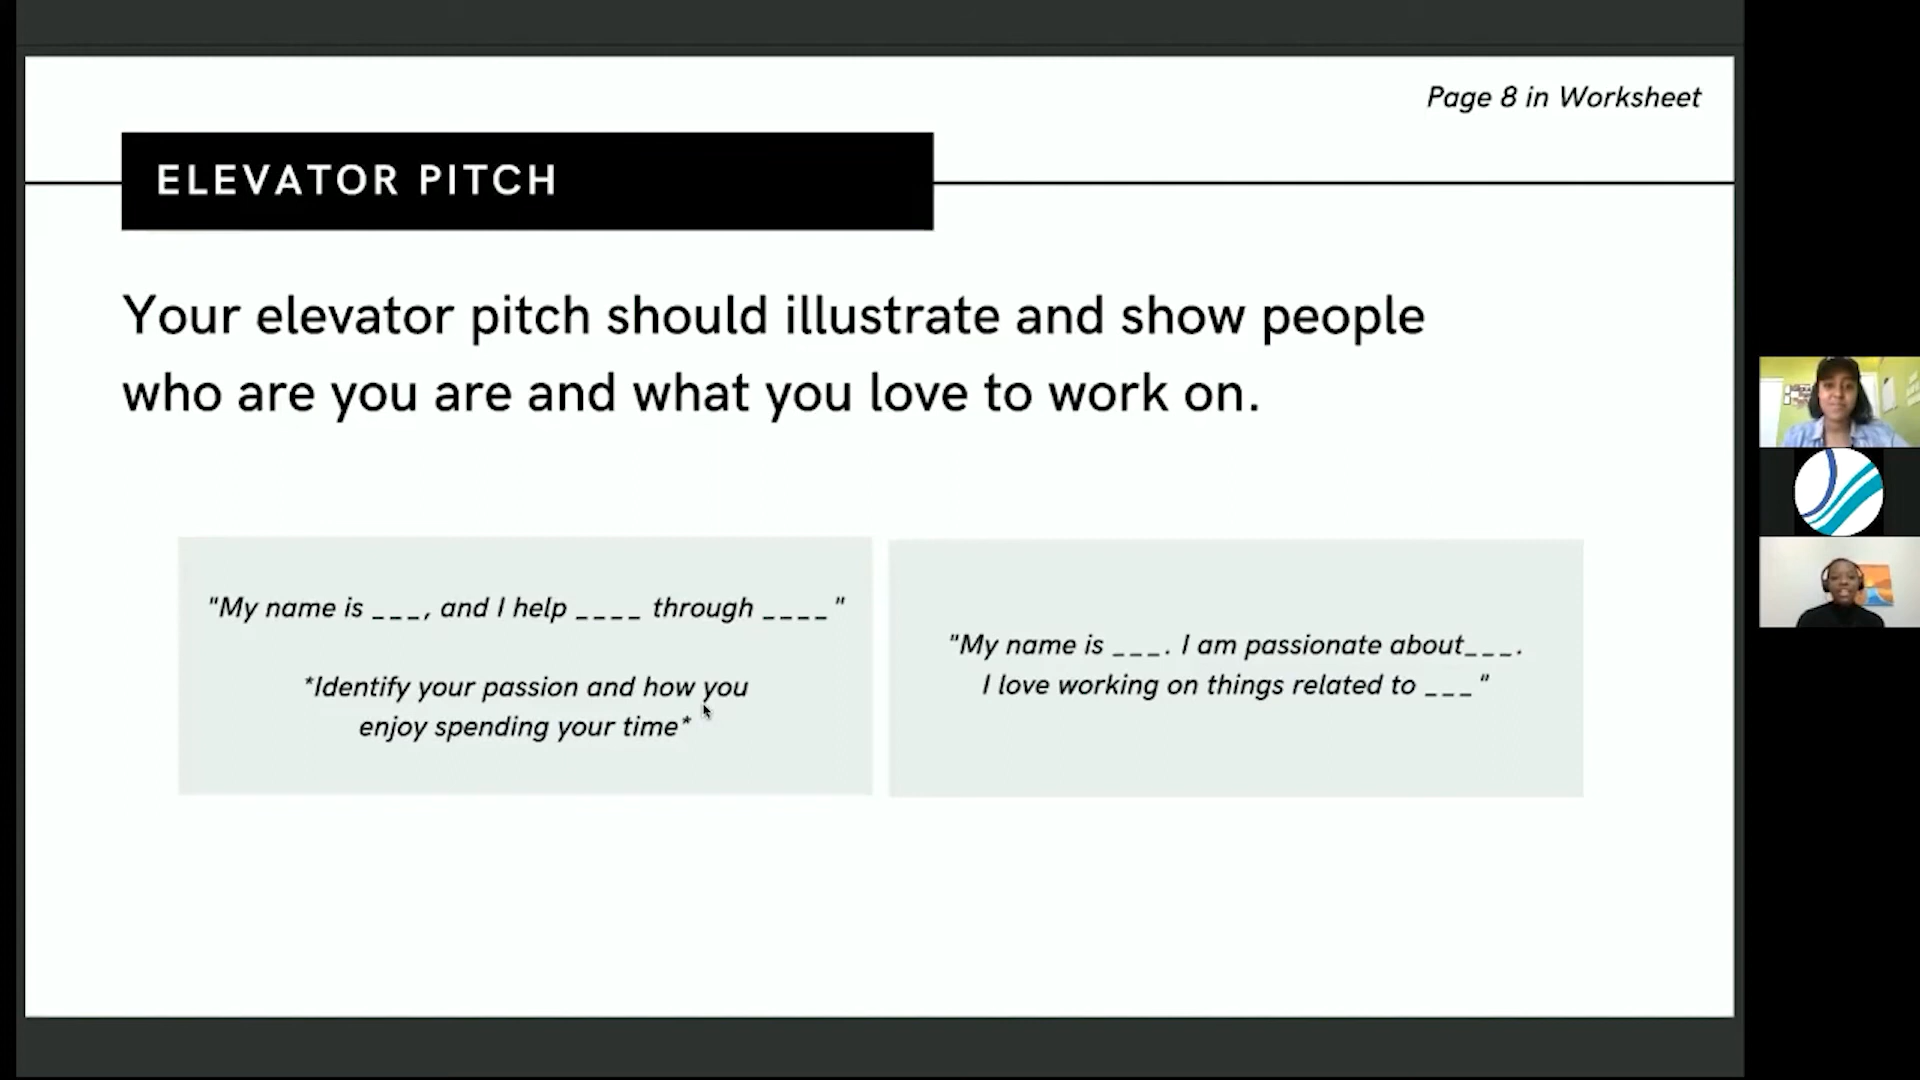 Page 8 in Worksheet
ELEVATOR PITCH
Your elevator pitch should illustrate and show people
who are you are and what you love to work on.
"My name is ___, and I help ____ through ____"
*Identify your passion and how you
enjoy spending your time*
"My name is ___. I am passionate about___.
I love working on things related to ___"